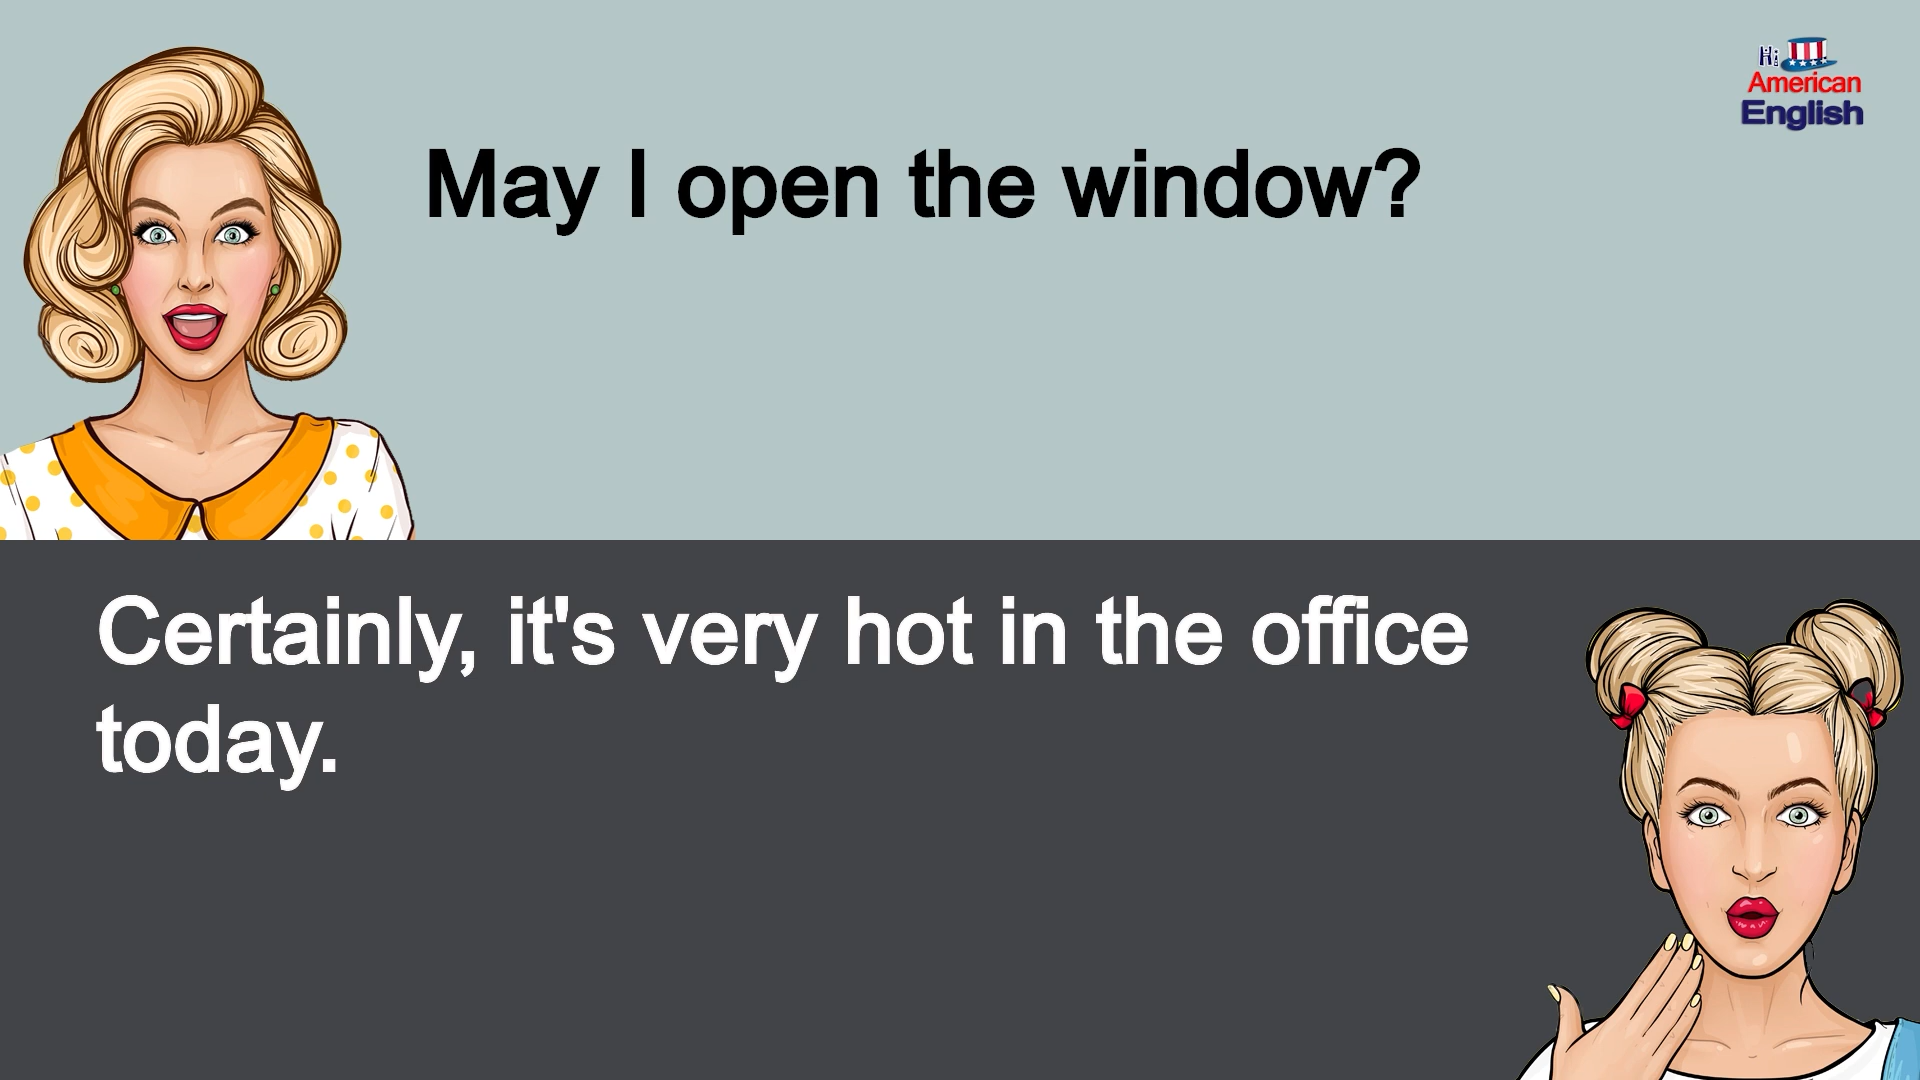 Hi
American
English
May I open the window?
Certainly, it's very hot in the office
today.